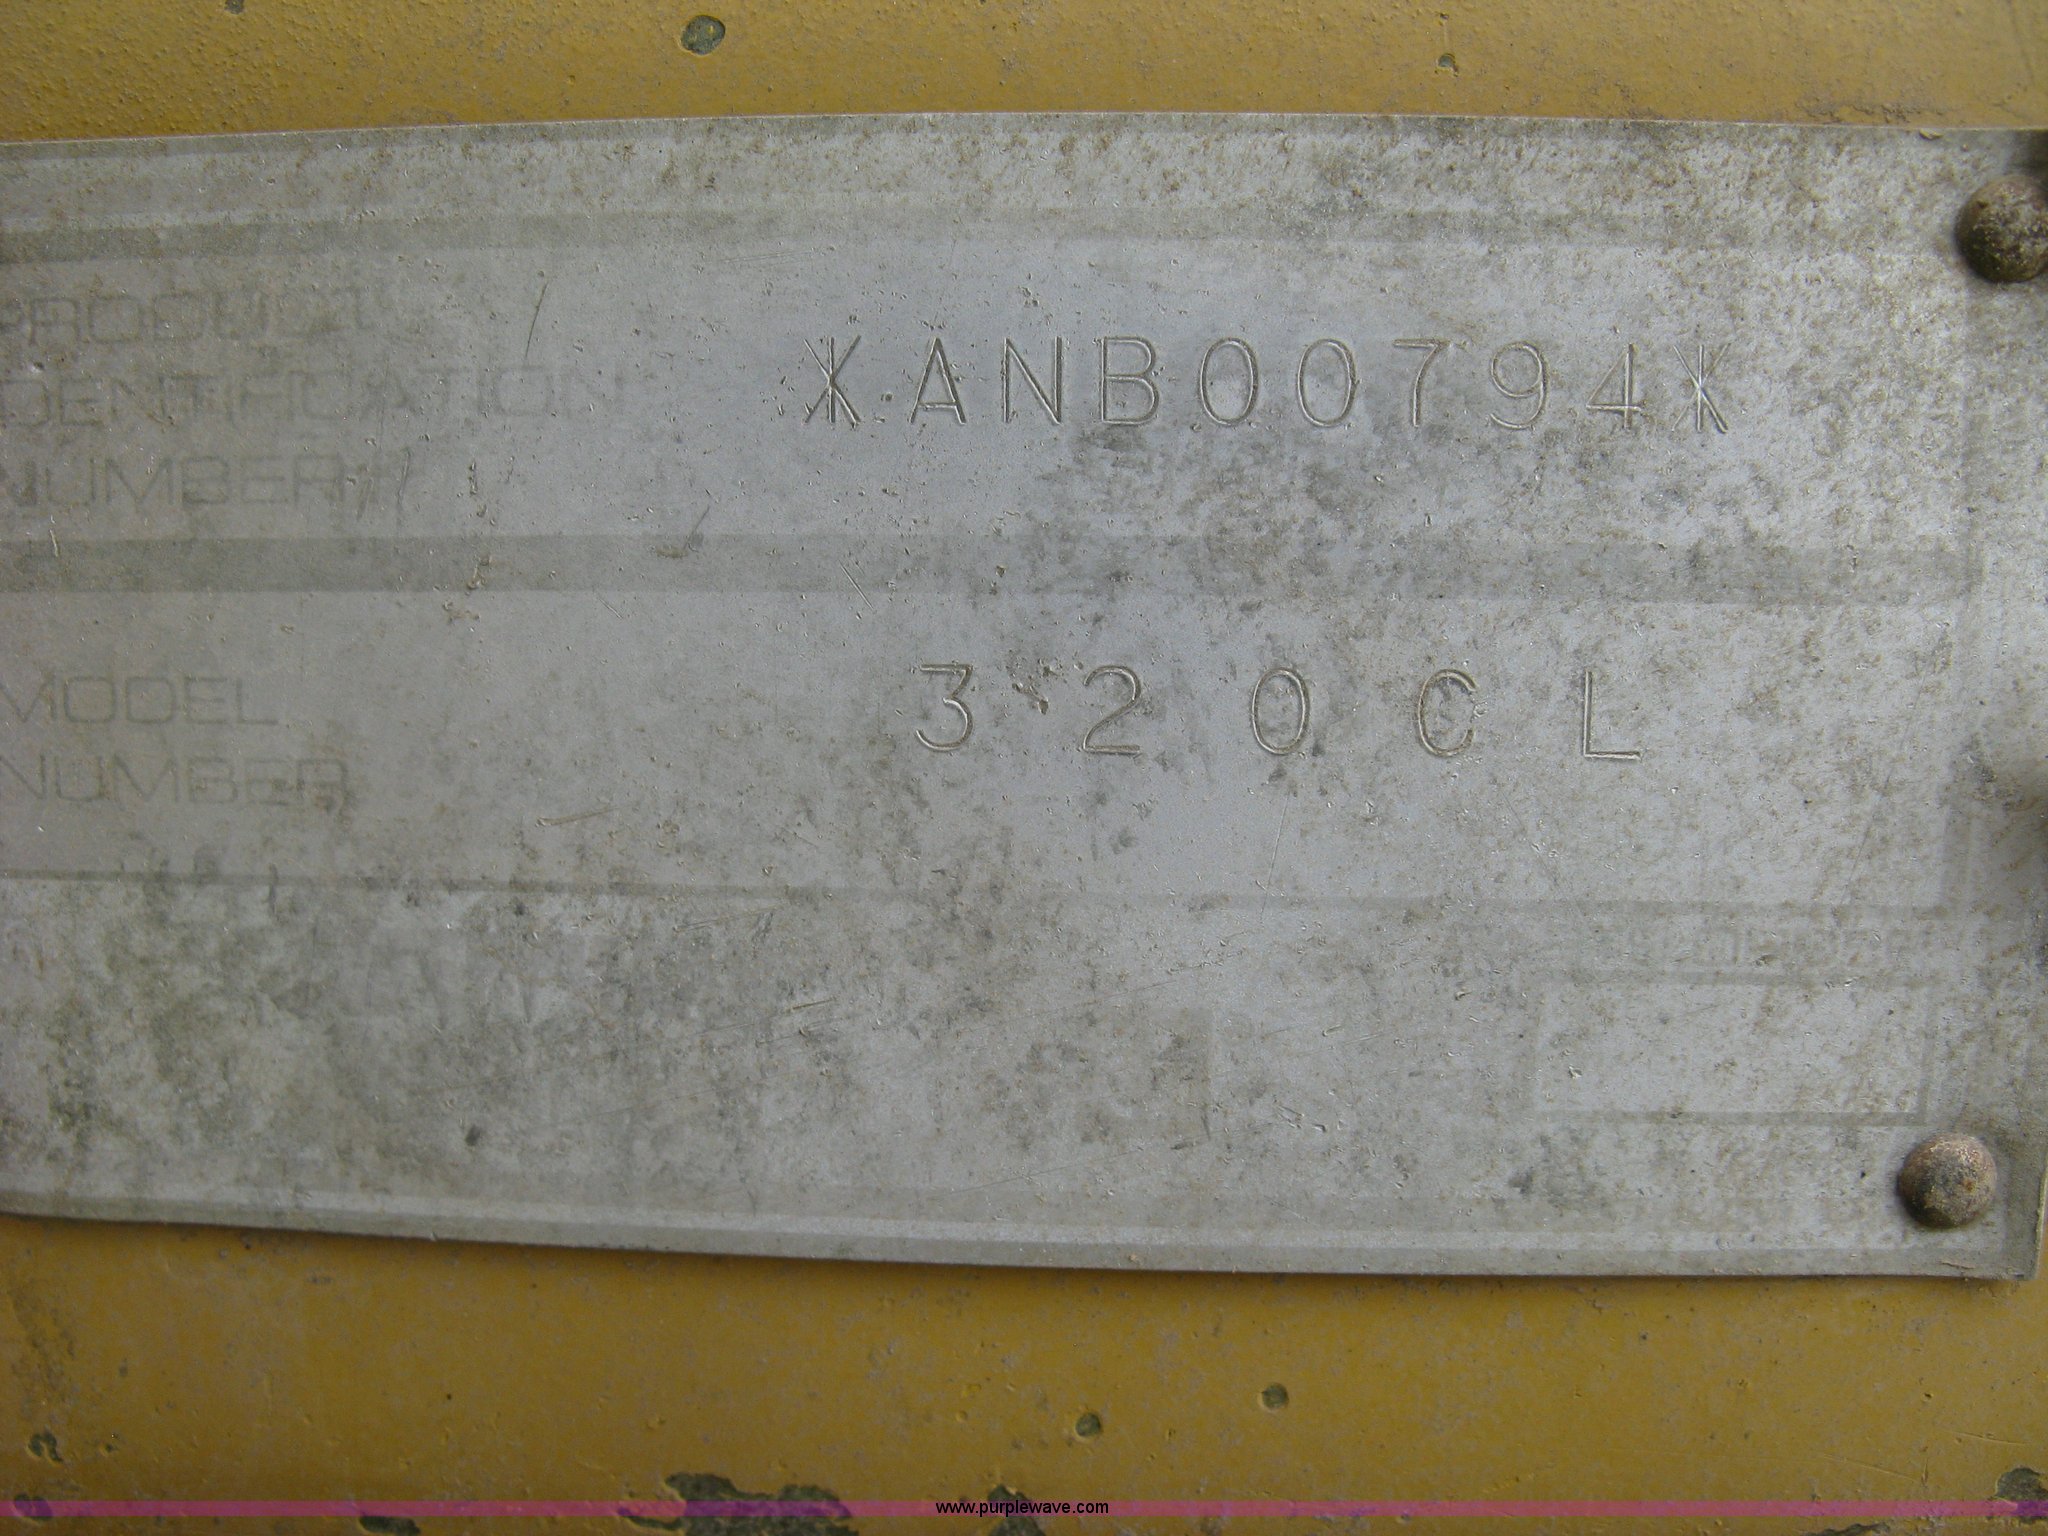 PRODUCT
IDENTIFICATION
NUMBER
*ANB00794*
MODEL
NUMBER
320CL
www.purplewave.com